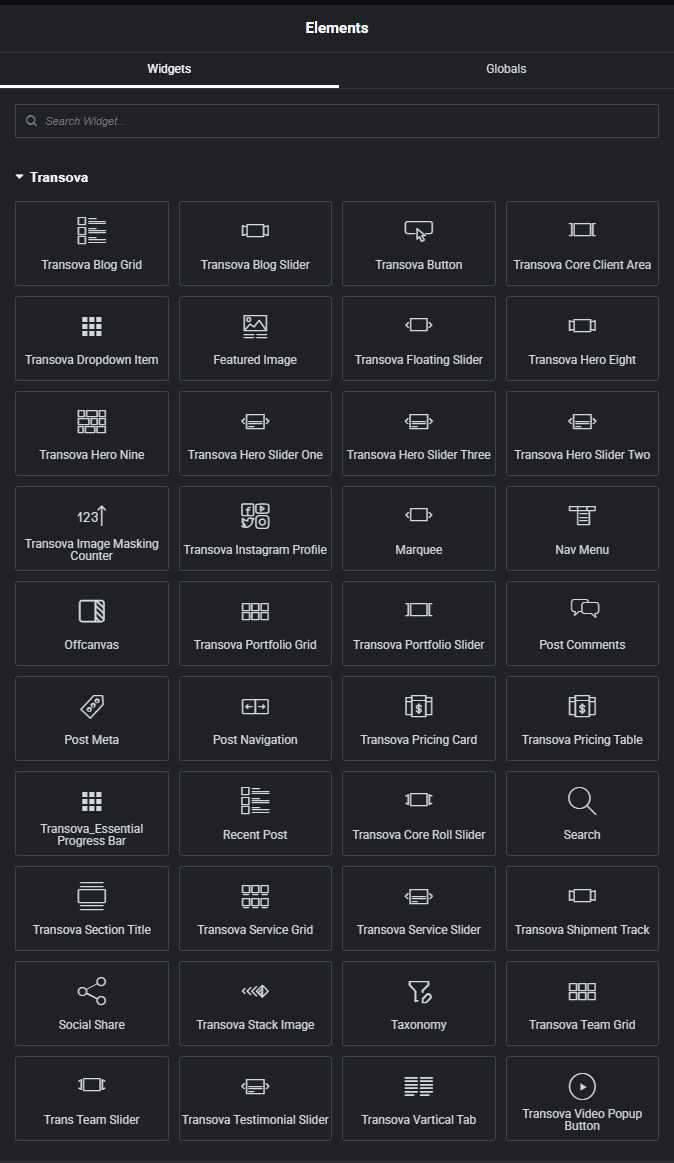 Elements
Widgets
Globals
Search Widget...
Transova
Transova Blog Grid
Transova Blog Slider
Transova Button
Transova Core Client Area
Transova Dropdown Item
Featured Image
Transova Floating Slider
Transova Hero Eight
Transova Hero Nine
Transova Hero Slider One
Transova Hero Slider Three
Transova Hero Slider Two
123
Transova Image Masking
Counter
Transova Instagram Profile
Marquee
Nav Menu
Offcanvas
Transova Portfolio Grid
Transova Portfolio Slider
Post Comments
Post Meta
Post Navigation
$
Transova Pricing Card
$
Transova Pricing Table
Transova_Essential
Progress Bar
Recent Post
Transova Core Roll Slider
Search
Transova Section Title
Transova Service Grid
Transova Service Slider
Transova Shipment Track
Social Share
Transova Stack Image
Taxonomy
Transova Team Grid
Trans Team Slider
Transova Testimonial Slider
Transova Vartical Tab
Transova Video Popup
Button